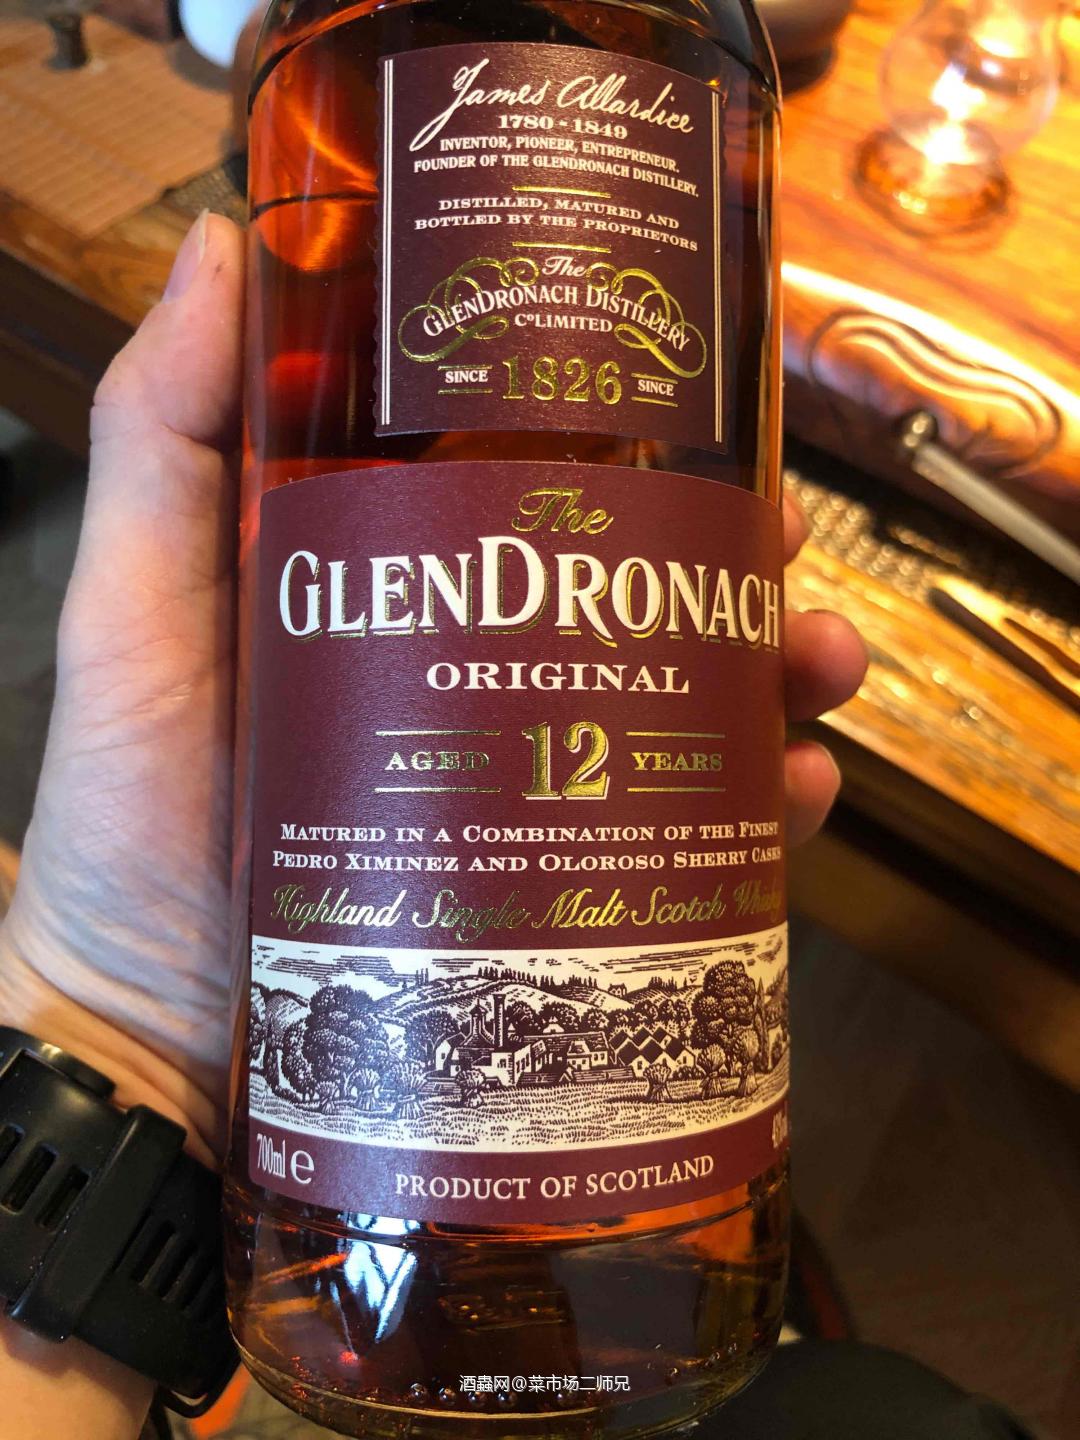 James Allardice
1780 - 1849
INVENTOR, PIONEER, ENTREPRENEUR.
FOUNDER OF THE GLENDRONACH DISTILLERY.
DISTILLED, MATURED AND
BOTTLED BY THE PROPRIETORS
The
GLENDRONACH DISTILLERY
Cº LIMITED
SINCE 1826 SINCE
The
GLENDRONACH
ORIGINAL
AGED 12 YEARS
MATURED IN A COMBINATION OF THE FINEST
PEDRO XIMINEZ AND OLOROSO SHERRY CASKS
Highland Single Malt Scotch Whisky
700ml e
PRODUCT OF SCOTLAND
酒蟲网@菜市场二师兄